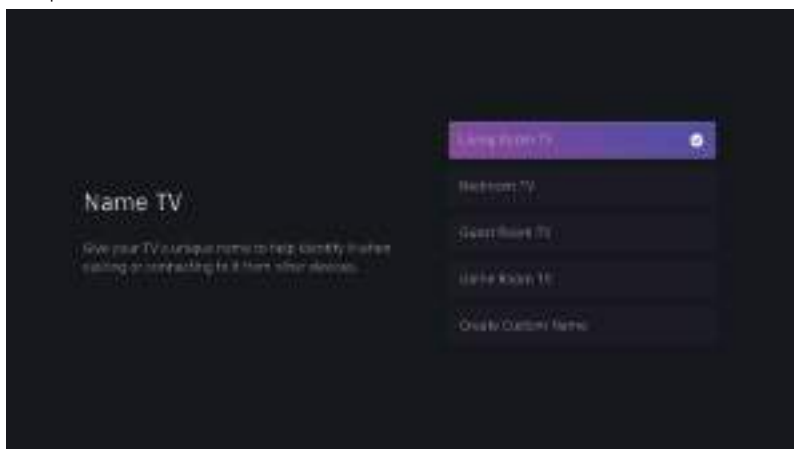 Name TV
Give your TV a unique name to help identify it when
casting or connecting to it from other devices.
Living Room TV
Bedroom TV
Guest Room TV
Game Room TV
Create Custom Name